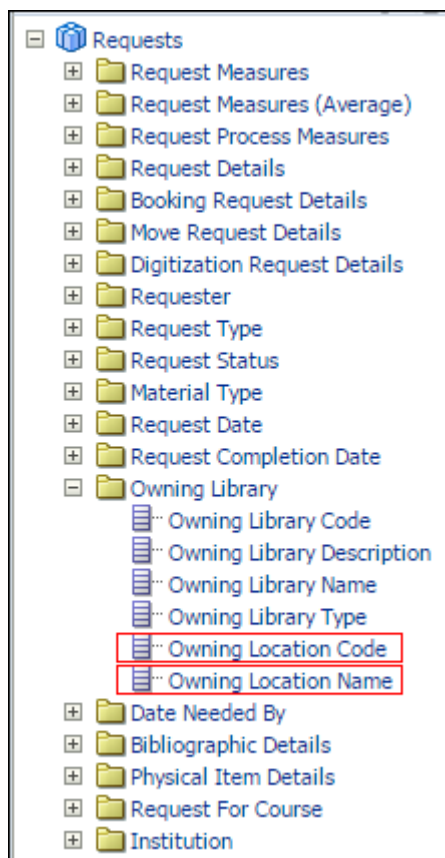 Requests
Request Measures
Request Measures (Average)
Request Process Measures
Request Details
Booking Request Details
Move Request Details
Digitization Request Details
Requester
Request Type
Request Status
Material Type
Request Date
Request Completion Date
Owning Library
Owning Library Code
Owning Library Description
Owning Library Name
Owning Library Type
Owning Location Code
Owning Location Name
Date Needed By
Bibliographic Details
Physical Item Details
Request For Course
Institution